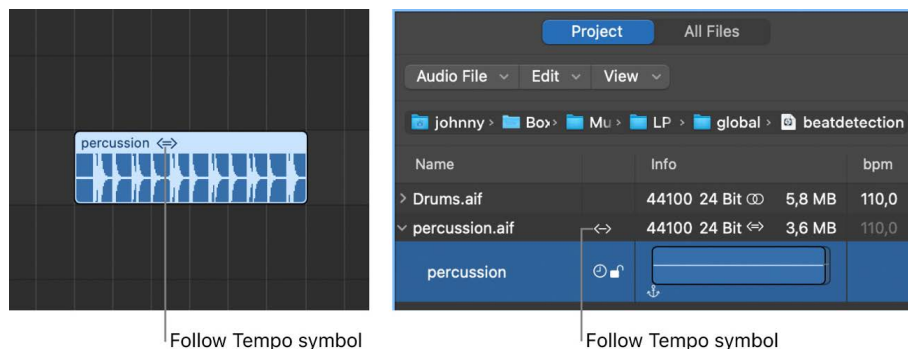 percussion
Follow Tempo symbol
Project All Files
Audio File Edit View
johnny Box Mu LP global beatdetection
Name Info bpm
Drums.aif 44100 24 Bit 5,8 MB 110,0
percussion.aif 44100 24 Bit 3,6 MB 110,0
percussion
Follow Tempo symbol